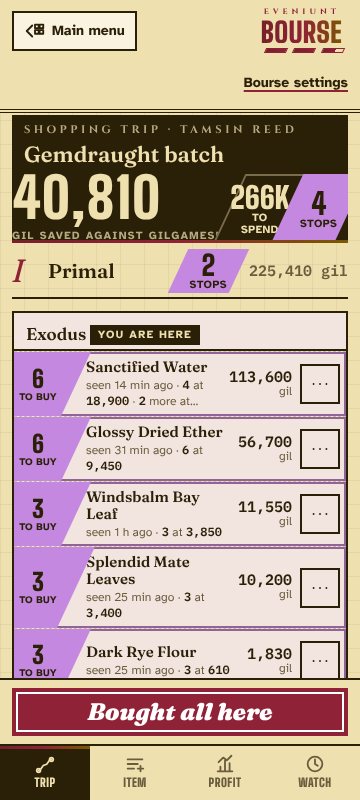 Main menu
EVENIUNT
BOURSE
Bourse settings
SHOPPING TRIP · TAMSIN REED
Gemdraught batch
40,810
GIL SAVED AGAINST GILGAMESH
266K
TO SPEND
4
STOPS
I Primal
2
STOPS
225,410 gil
Exodus YOU ARE HERE
6
TO BUY
Sanctified Water
seen 14 min ago · 6 at
18,900 · 2 more at…
113,600
gil
...
6
TO BUY
Glossy Dried Ether
seen 31 min ago · 6 at
9,450
56,700
gil
...
3
TO BUY
Windsbalm Bay
Leaf
seen 1 h ago · 3 at 3,850
11,550
gil
...
3
TO BUY
Splendid Mate
Leaves
seen 25 min ago · 3 at
3,400
10,200
gil
...
3
TO BUY
Dark Rye Flour
seen 25 min ago · 3 at 610
1,830
gil
...
Bought all here
TRIP
ITEM
PROFIT
WATCH